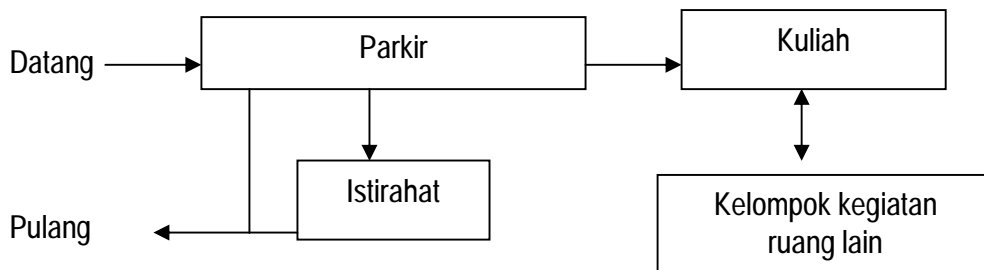 Datang
Parkir
Kuliah
Istirahat
Pulang
Kelompok kegiatan
ruang lain